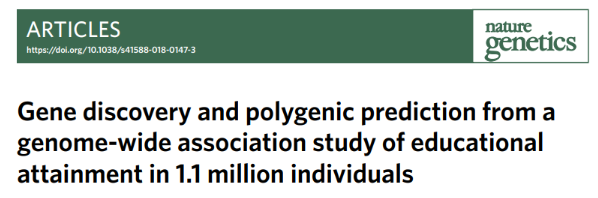 ARTICLES
https://doi.org/10.1038/s41588-018-0147-3
nature
genetics
Gene discovery and polygenic prediction from a
genome-wide association study of educational
attainment in 1.1 million individuals